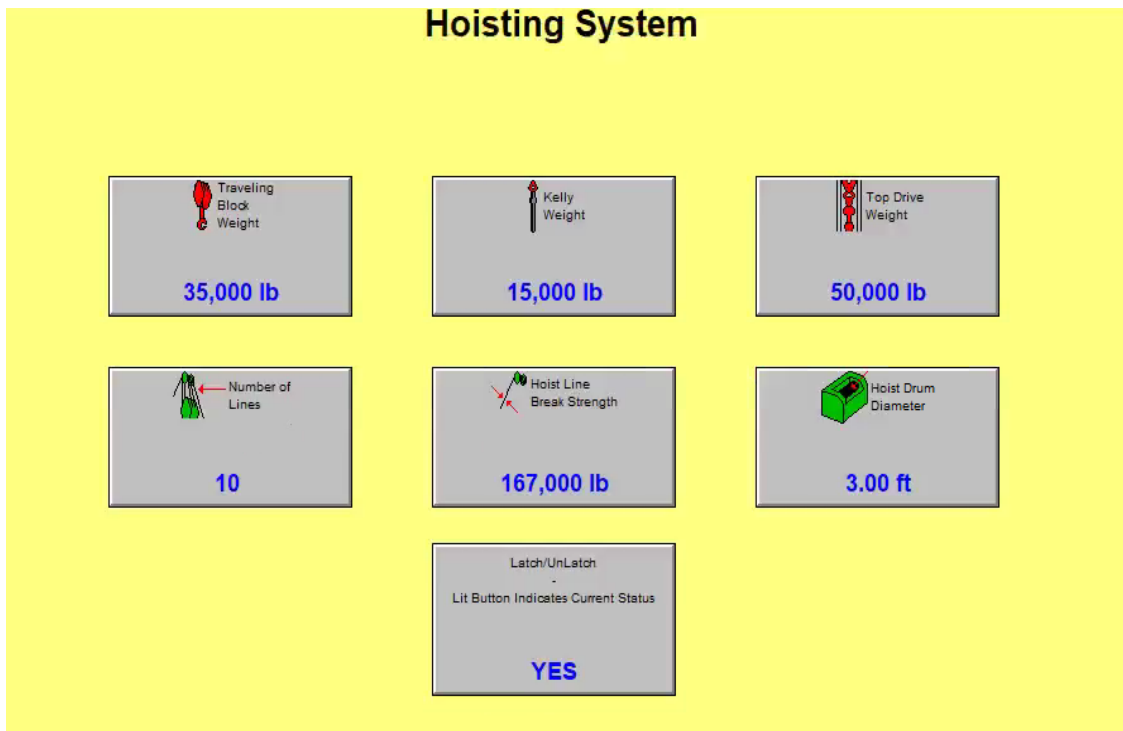 Hoisting System
Traveling
Block
Weight
35,000 lb
Kelly
Weight
15,000 lb
Top Drive
Weight
50,000 lb
Number of
Lines
10
Hoist Line
Break Strength
167,000 lb
Hoist Drum
Diameter
3.00 ft
Latch/UnLatch
-
Lit Button Indicates Current Status
YES